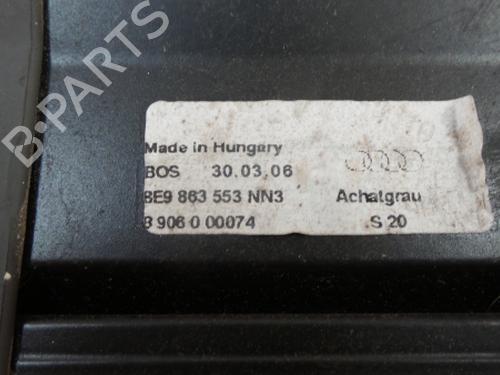 B-PARTS
Made in Hungary
BOS 30.03.06
8E9 863 553 NN3 Achatgrau
3 906 0 00074 S 20